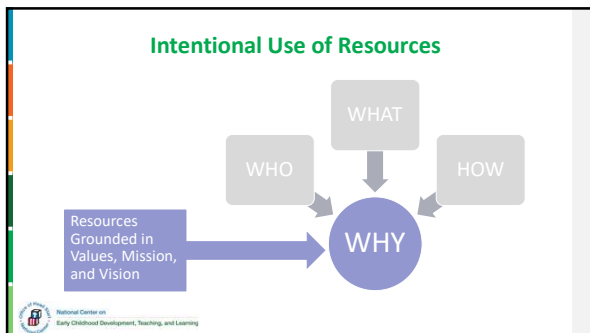 Intentional Use of Resources
WHAT
WHO
HOW
Resources
Grounded in
Values, Mission,
and Vision
WHY
National Center on
Early Childhood Development, Teaching, and Learning